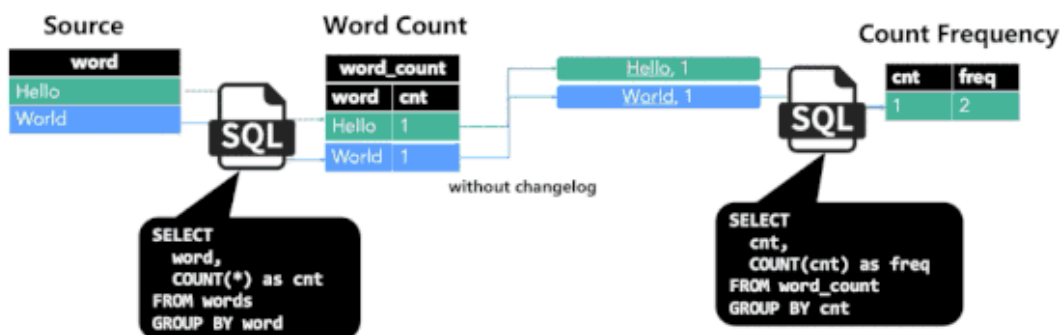 Source
word
Hello
World
SQL
SELECT
word,
COUNT(*) as cnt
FROM words
GROUP BY word
Word Count
word_count
word cnt
Hello 1
World 1
without changelog
Hello, 1
World, 1
SQL
SELECT
cnt,
COUNT(cnt) as freq
FROM word_count
GROUP BY cnt
Count Frequency
cnt freq
1 2